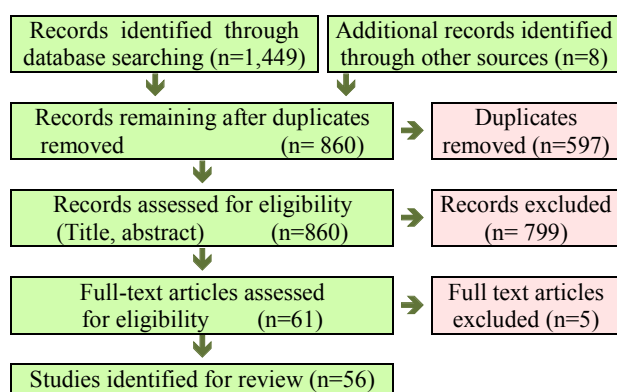 Records identified through
database searching (n=1,449)
Additional records identified
through other sources (n=8)
Records remaining after duplicates
removed (n= 860)
Duplicates
removed (n=597)
Records assessed for eligibility
(Title, abstract) (n=860)
Records excluded
(n= 799)
Full-text articles assessed
for eligibility (n=61)
Full text articles
excluded (n=5)
Studies identified for review (n=56)